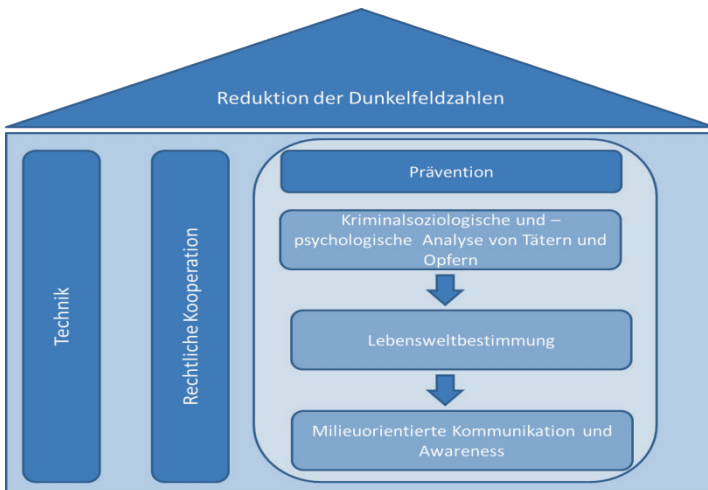 Reduktion der Dunkelfeldzahlen
Technik
Rechtliche Kooperation
Prävention
Kriminalsoziologische und –
psychologische Analyse von Tätern und
Opfern
Lebensweltbestimmung
Milieuorientierte Kommunikation und
Awareness